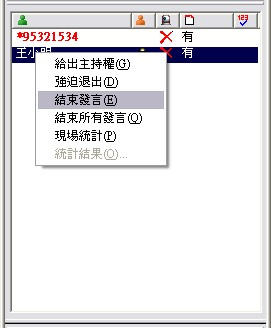 123
*95321534 有
王小明 有
給出主持權(G)
強迫退出(D)
結束發言(E)
結束所有發言(Q)
現場統計(P)
統計結果(O)...